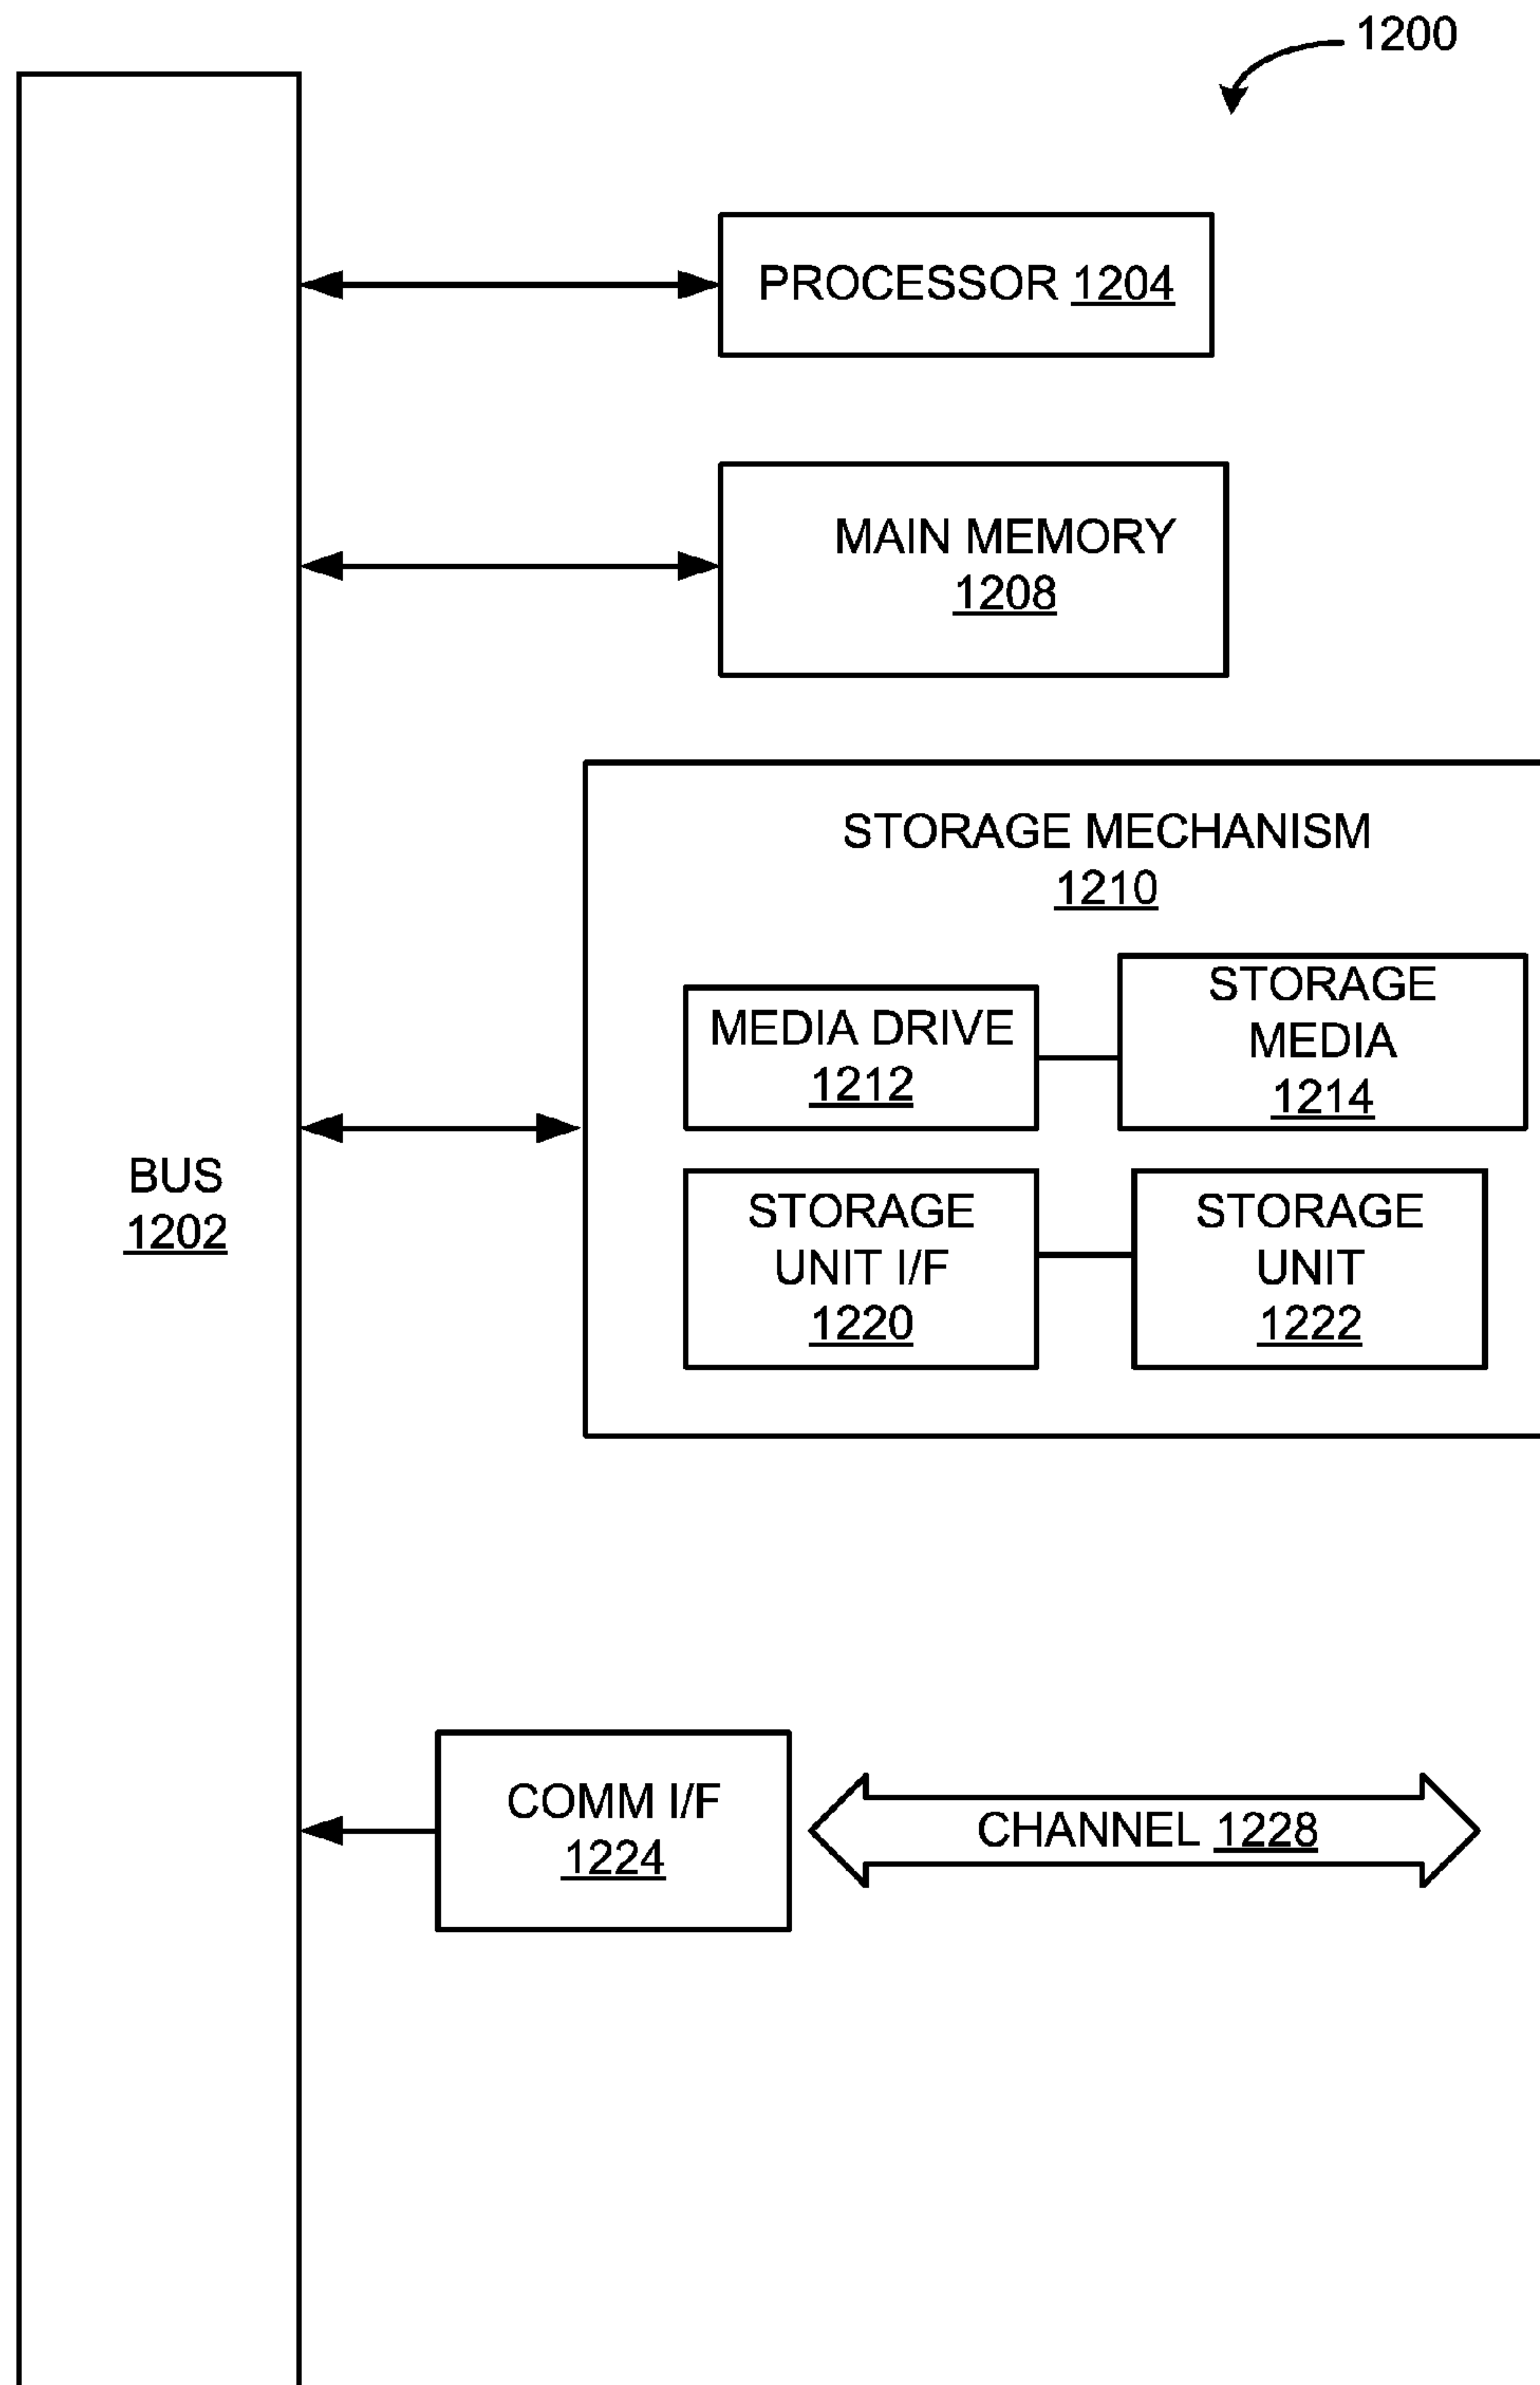 1200
PROCESSOR 1204
MAIN MEMORY
1208
STORAGE MECHANISM
1210
MEDIA DRIVE
1212
STORAGE
MEDIA
1214
BUS
1202
STORAGE
UNIT I/F
1220
STORAGE
UNIT
1222
COMM I/F
1224
CHANNEL 1228